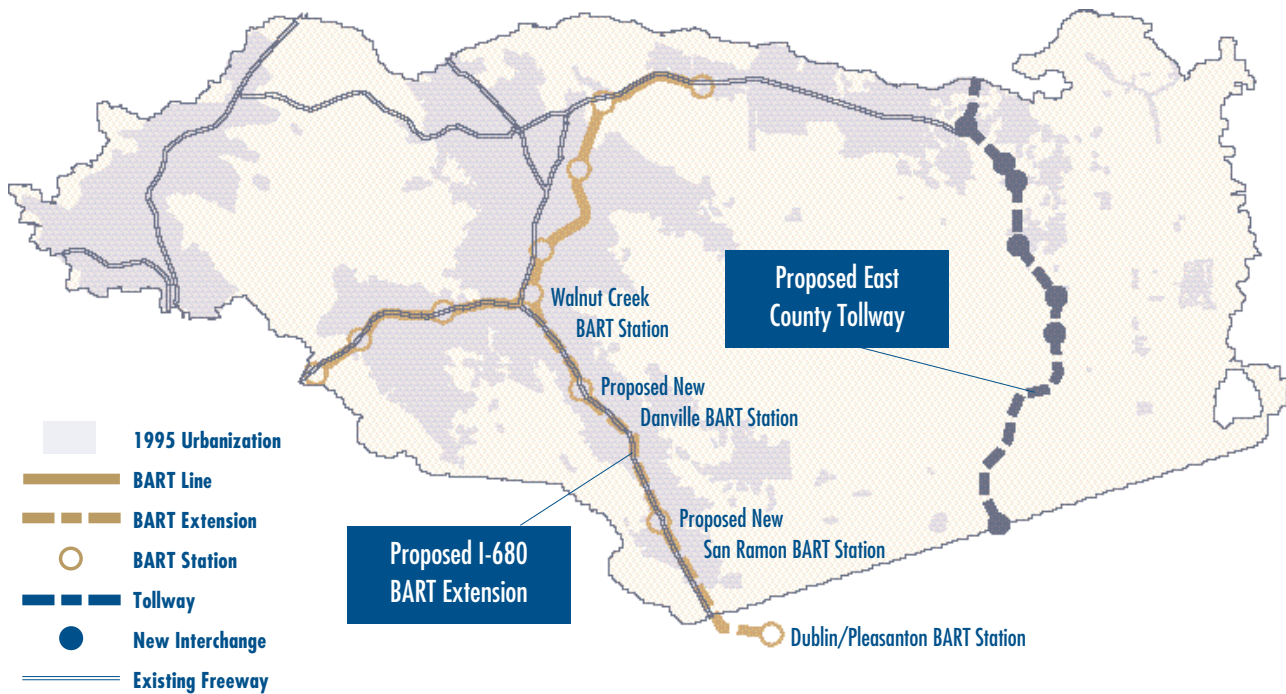 Proposed East
County Tollway
Walnut Creek
BART Station
Proposed New
Danville BART Station
1995 Urbanization
BART Line
BART Extension
BART Station
Tollway
New Interchange
Existing Freeway
Proposed I-680
BART Extension
Proposed New
San Ramon BART Station
Dublin/Pleasanton BART Station